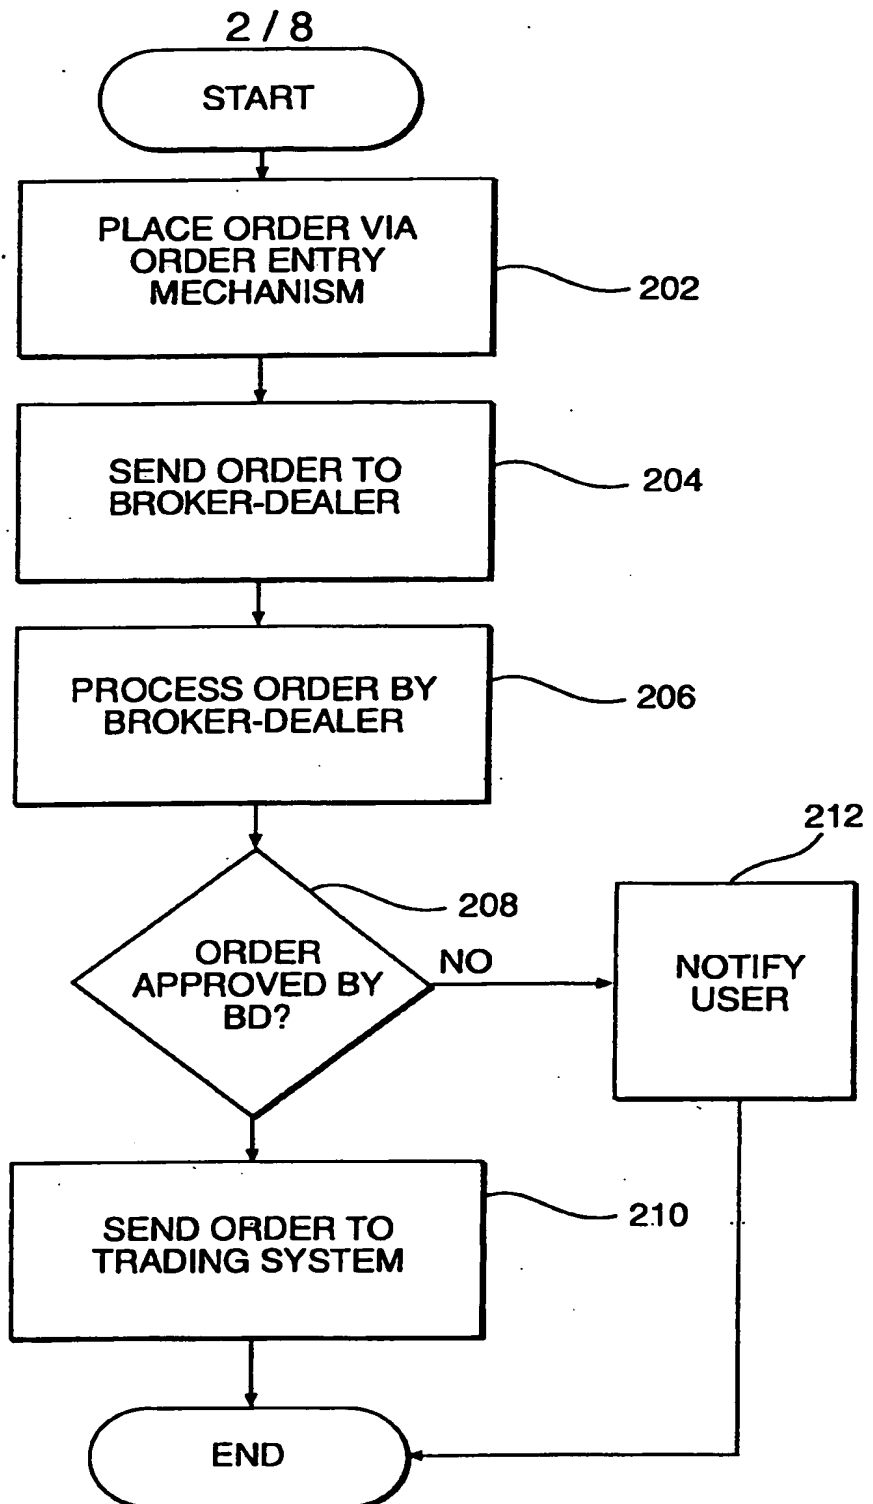 2 / 8
START
PLACE ORDER VIA
ORDER ENTRY
MECHANISM
202
SEND ORDER TO
BROKER-DEALER
204
PROCESS ORDER BY
BROKER-DEALER
206
212
208
ORDER
APPROVED BY
BD?
NO
NOTIFY
USER
SEND ORDER TO
TRADING SYSTEM
210
END